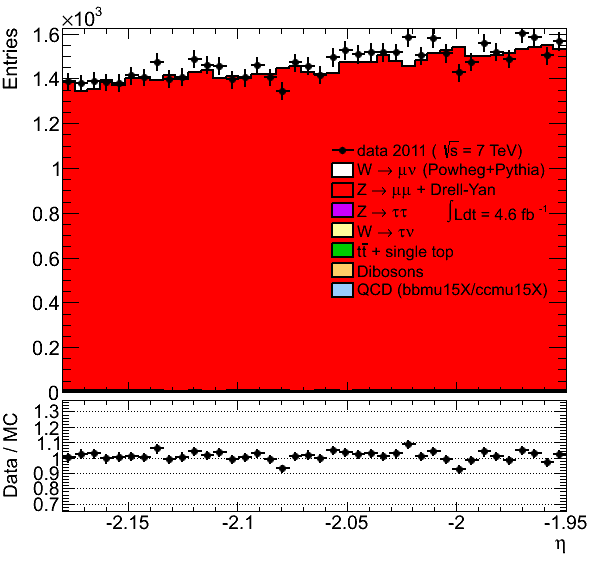 ×10³
Entries
1.6
1.4
1.2
1
0.8
0.6
0.4
0.2
0
data 2011 ( √s = 7 TeV)
W → μν (Powheg+Pythia)
Z → μμ + Drell-Yan
Z → ττ
∫Ldt = 4.6 fb⁻¹
W → τν
tt̄ + single top
Dibosons
QCD (bbmu15X/ccmu15X)
Data / MC
1.3
1.2
1.1
1.0
0.9
0.8
0.7
-2.15
-2.1
-2.05
-2
-1.95
η